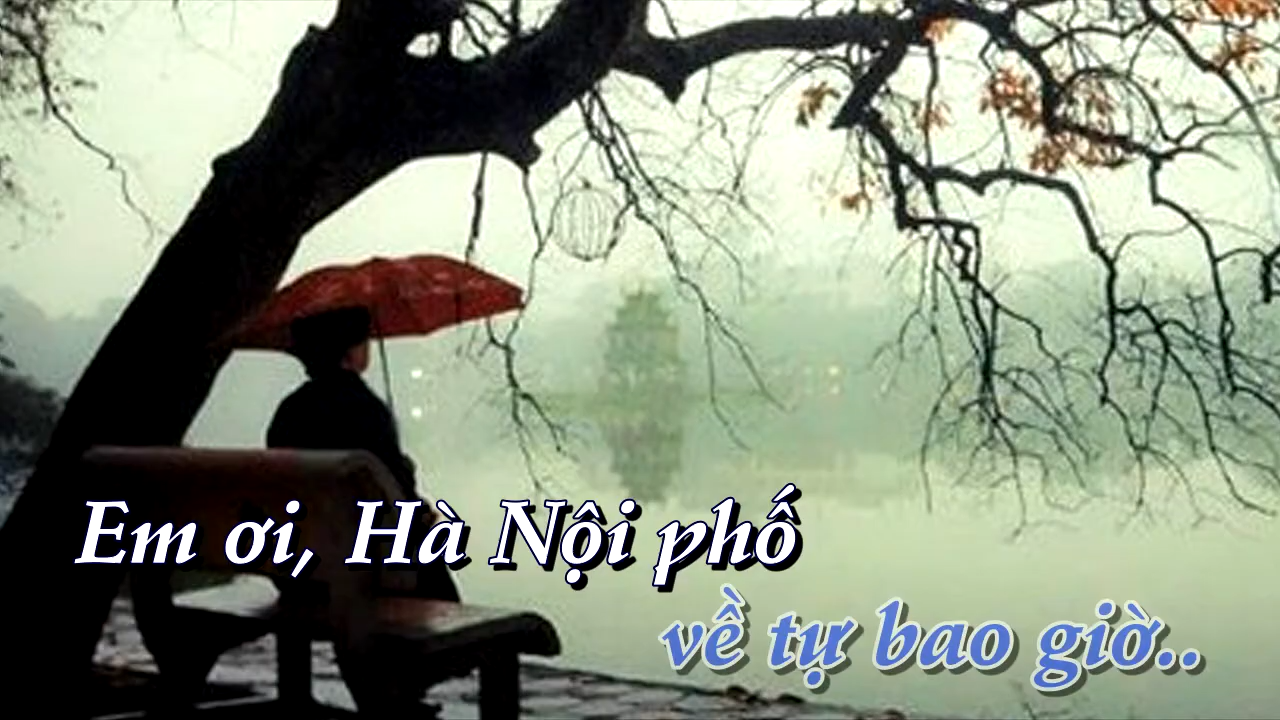 Em ơi, Hà Nội phố
về tự bao giờ..